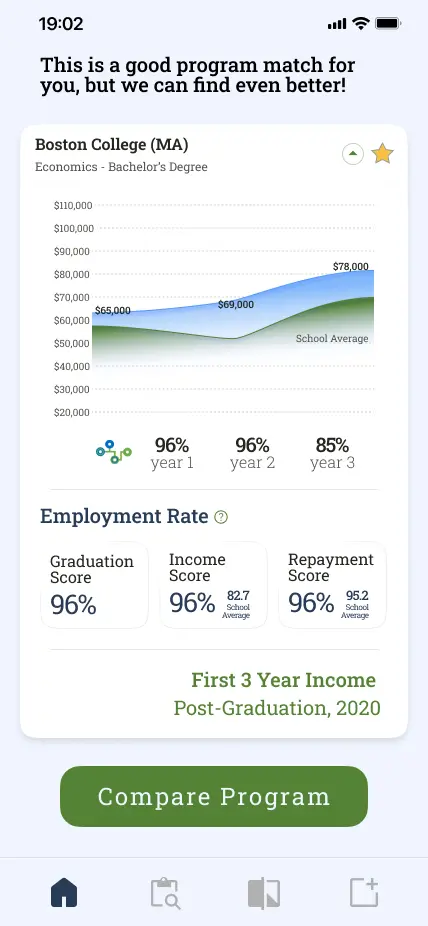 19:02
This is a good program match for
you, but we can find even better!
Boston College (MA)
Economics - Bachelor's Degree
$110,000
$100,000
$90,000
$80,000
$70,000
$60,000
$50,000
$40,000
$30,000
$20,000
$65,000
$69,000
$78,000
School Average
96%
year 1
96%
year 2
85%
year 3
Employment Rate ?
Graduation
Score
96%
Income
Score
96%
82.7
School
Average
Repayment
Score
96%
95.2
School
Average
First 3 Year Income
Post-Graduation, 2020
Compare Program